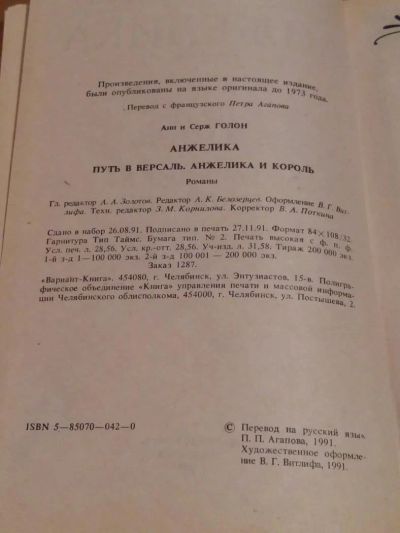 Произведения, включенные в настоящее издание,
были опубликованы на языке оригинала до 1973 года.
Перевод с французского Петра Агапова
Анн и Серж ГОЛОН
АНЖЕЛИКА
ПУТЬ В ВЕРСАЛЬ. АНЖЕЛИКА И КОРОЛЬ
Романы
Гл. редактор А. А. Золотов. Редактор А. К. Белозерцев. Оформление В. Г. Вит-
лифа. Техн. редактор З. М. Корнилова. Корректор В. А. Поткина
Сдано в набор 26.08.91. Подписано в печать 27.11.91. Формат 84×108/32.
Гарнитура Тип Таймс. Бумага тип. № 2. Печать высокая с ф. п. ф.
Усл. печ. л. 28,56. Усл. кр.-отт. 28,56. Уч.-изд. л. 31,58. Тираж 200 000 экз.
1-й з-д 1—100 000 экз. 2-й з-д 100 001 — 200 000 экз.
Заказ 1287.
«Вариант-Книга», 454080, г. Челябинск, ул. Энтузиастов, 15-в. Полигра-
фическое объединение «Книга» управления печати и массовой информа-
ции Челябинского облисполкома, 454000, г. Челябинск, ул. Постышева, 2.
ISBN 5—85070—042—0
© Перевод на русский язык
П. П. Агапова, 1991.
Художественное оформле-
ние В. Г. Витлифа, 1991.